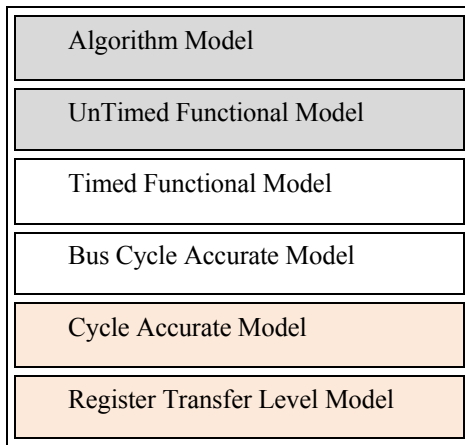 Algorithm Model
UnTimed Functional Model
Timed Functional Model
Bus Cycle Accurate Model
Cycle Accurate Model
Register Transfer Level Model